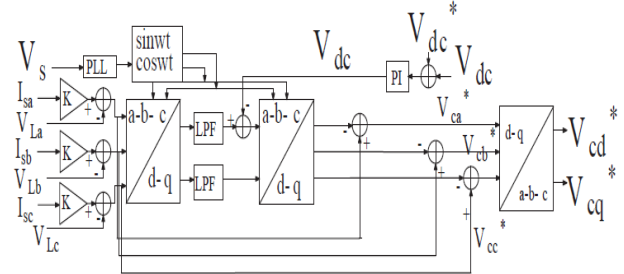 V_S
PLL
sinwt
coswt
V_dc
PI
V_dc*
V_dc
I_sa
K
+
-
V_La
I_sb
K
+
-
V_Lb
I_sc
K
+
-
V_Lc
a-b- c
d- q
LPF
LPF
+
-
a-b- c
d- q
-
+
V_ca*
-
+
V_cb*
-
+
V_cc*
d- q
a-b- c
V_cd*
V_cq*